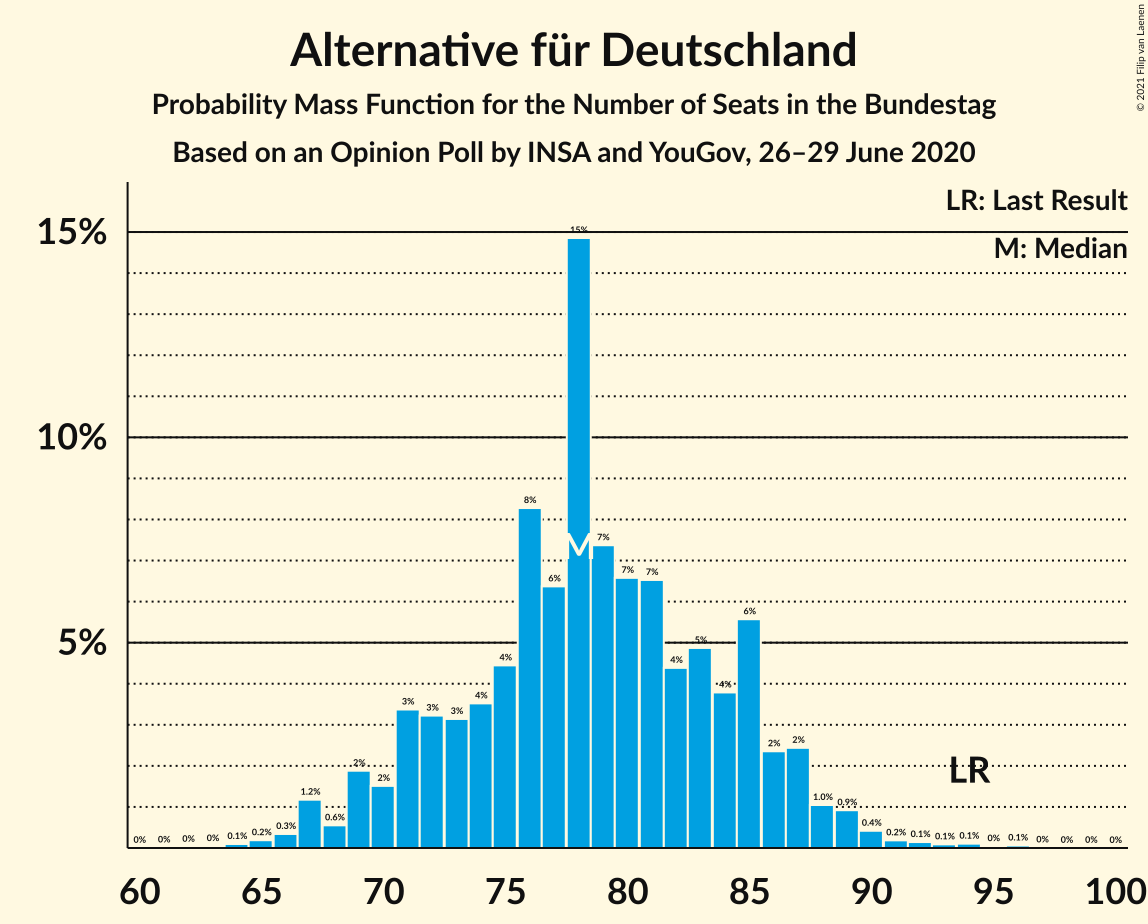 Alternative für Deutschland
Probability Mass Function for the Number of Seats in the Bundestag
Based on an Opinion Poll by INSA and YouGov, 26–29 June 2020
© 2021 Filip van Laenen
LR: Last Result
M: Median
15%
10%
5%
0% 0% 0% 0% 0.1% 0.2% 0.3% 1.2% 0.6% 2% 2% 3% 3% 3% 4% 4% 8% 6% 15% 7% 7% 7% 4% 5% 4% 6% 2% 2% 1.0% 0.9% 0.4% 0.2% 0.1% 0.1% 0.1% 0% 0.1% 0% 0% 0% 0%
M
LR
60 65 70 75 80 85 90 95 100